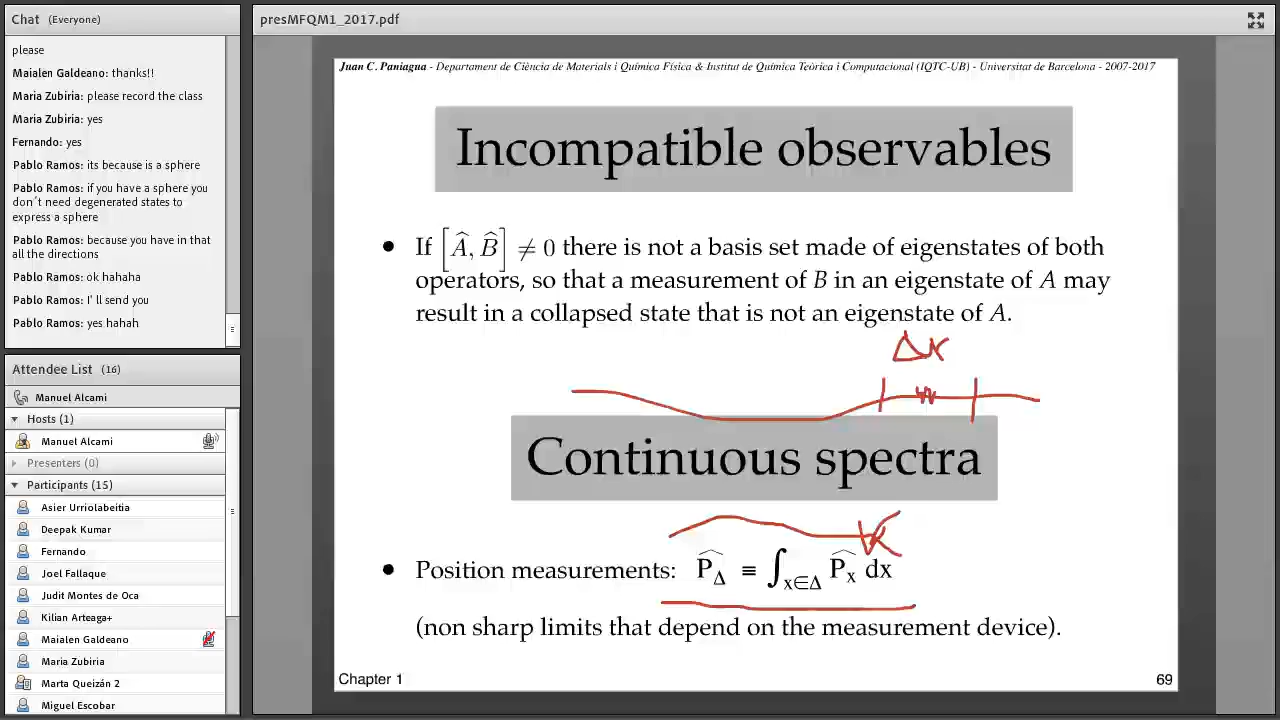 Chat (Everyone)
please
Maialen Galdeano: thanks!!
Maria Zubiria: please record the class
Maria Zubiria: yes
Fernando: yes
Pablo Ramos: its because is a sphere
Pablo Ramos: if you have a sphere you
don´t need degenerated states to
express a sphere
Pablo Ramos: because you have in that
all the directions
Pablo Ramos: ok hahaha
Pablo Ramos: I' ll send you
Pablo Ramos: yes hahah
Attendee List (16)
Manuel Alcami
Hosts (1)
Manuel Alcami
Presenters (0)
Participants (15)
Asier Urriolabeitia
Deepak Kumar
Fernando
Joel Fallaque
Judit Montes de Oca
Kilian Arteaga+
Maialen Galdeano
Maria Zubiria
Marta Queizán 2
Miguel Escobar
presMFQM1_2017.pdf
Juan C. Paniagua - Departament de Ciència de Materials i Química Física & Institut de Química Teòrica i Computacional (IQTC-UB) - Universitat de Barcelona - 2007-2017
Incompatible observables
• If [Â, B̂] ≠ 0 there is not a basis set made of eigenstates of both
operators, so that a measurement of B in an eigenstate of A may
result in a collapsed state that is not an eigenstate of A.
Δx
Continuous spectra
• Position measurements: P̂_Δ ≡ ∫_{x∈Δ} P̂_x dx
(non sharp limits that depend on the measurement device).
Chapter 1
69